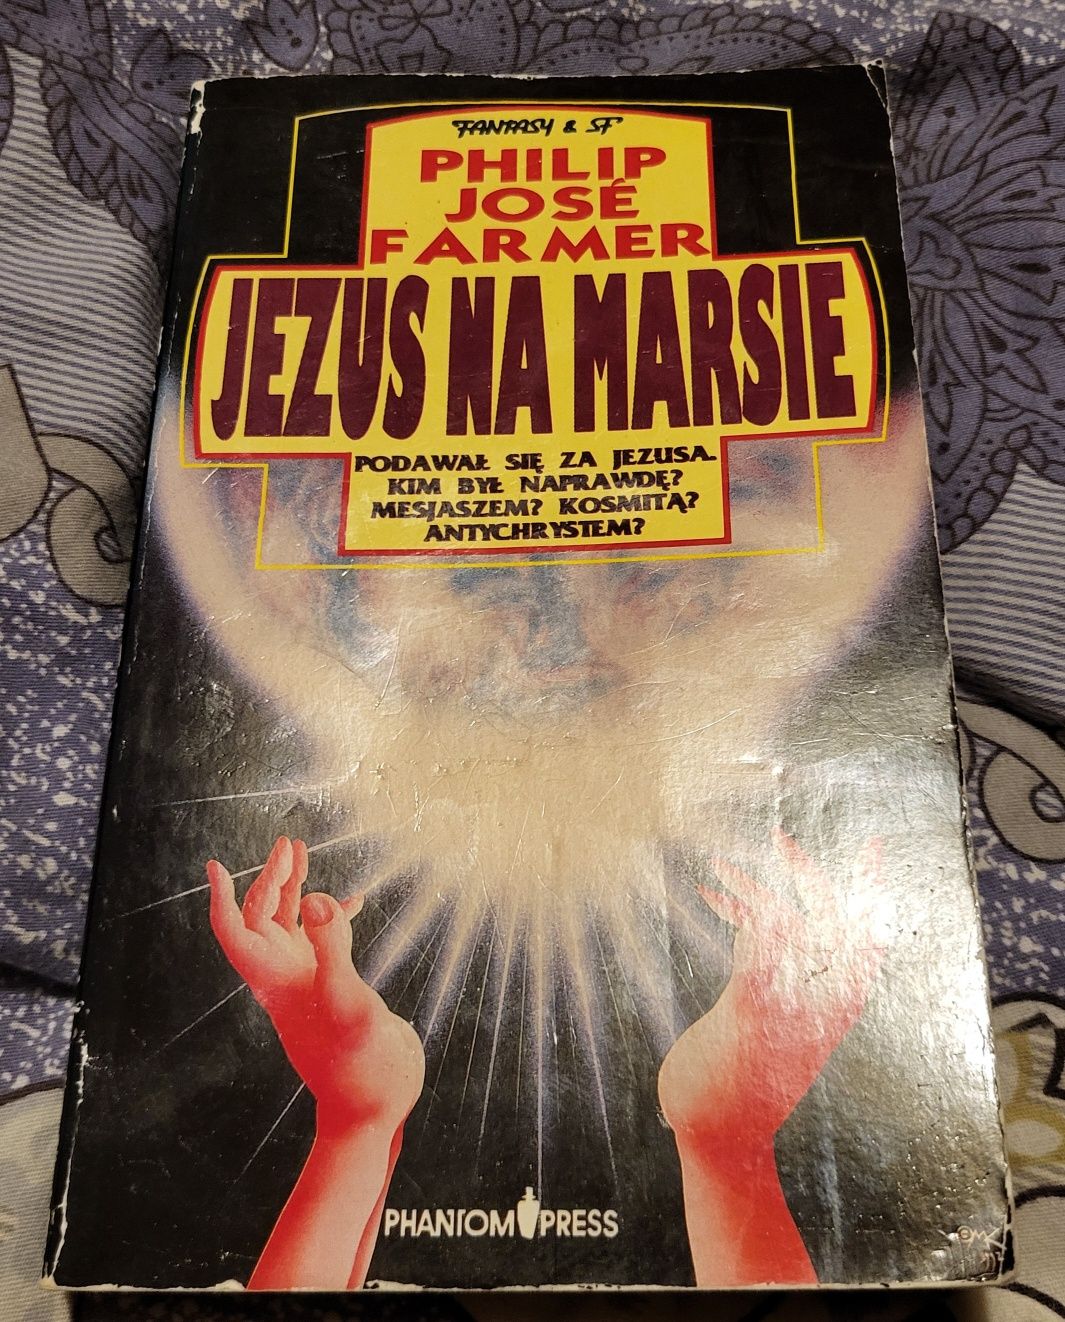 FANTASY & SF
PHILIP
JOSÉ
FARMER
JEZUS NA MARSIE
PODAWAŁ SIĘ ZA JEZUSA.
KIM BYŁ NAPRAWDĘ?
MESJASZEM? KOSMITĄ?
ANTYCHRYSTEM?
PHANTOM PRESS